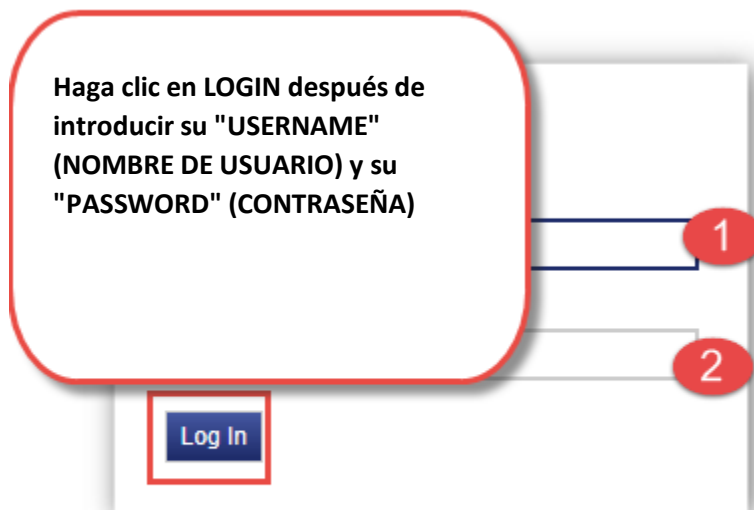 Haga clic en LOGIN después de
introducir su "USERNAME"
(NOMBRE DE USUARIO) y su
"PASSWORD" (CONTRASEÑA)
1
2
Log In